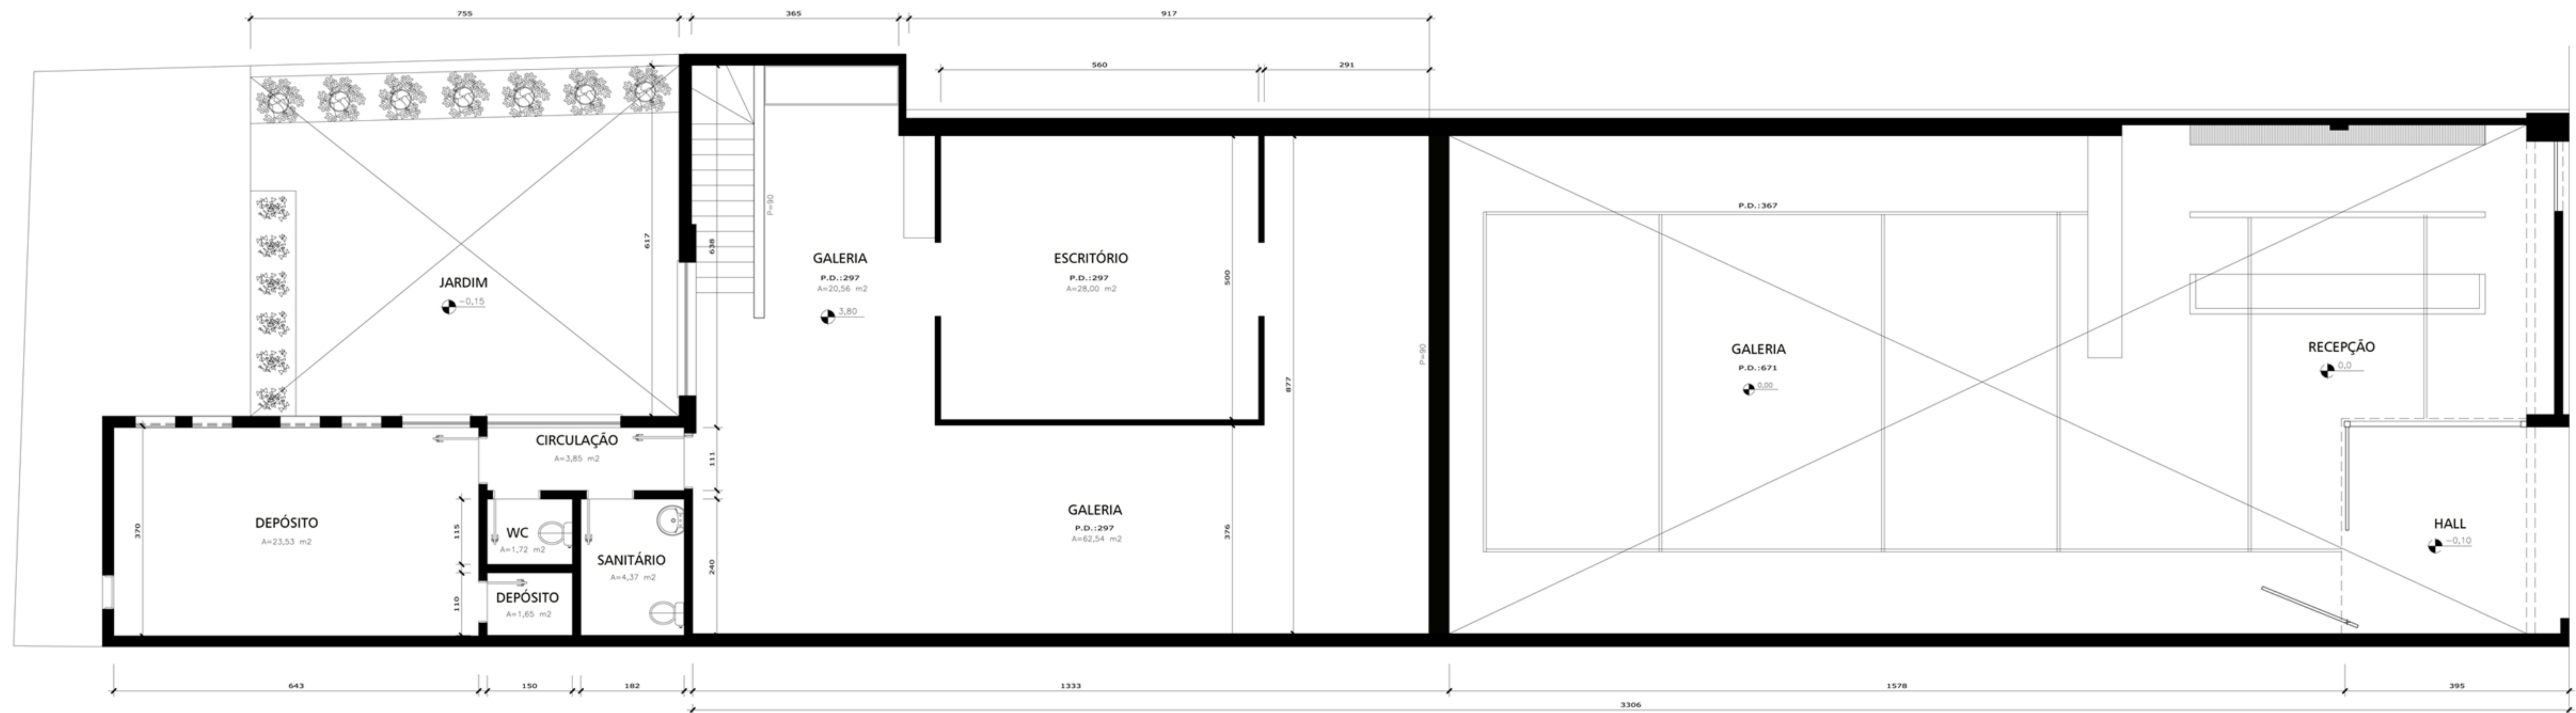 755
365
917
560
291
JARDIM
-0,15
617
638
P=90
GALERIA
P.D.:297
A=20,56 m2
3,80
ESCRITÓRIO
P.D.:297
A=28,00 m2
500
877
P=90
P.D.:367
GALERIA
P.D.:671
0,00
RECEPÇÃO
0,0
HALL
-0,10
CIRCULAÇÃO
A=3,85 m2
111
DEPÓSITO
A=23,53 m2
370
115
110
WC
A=1,72 m2
SANITÁRIO
A=4,37 m2
DEPÓSITO
A=1,65 m2
240
GALERIA
P.D.:297
A=62,54 m2
376
643
150
182
1333
1578
395
3306